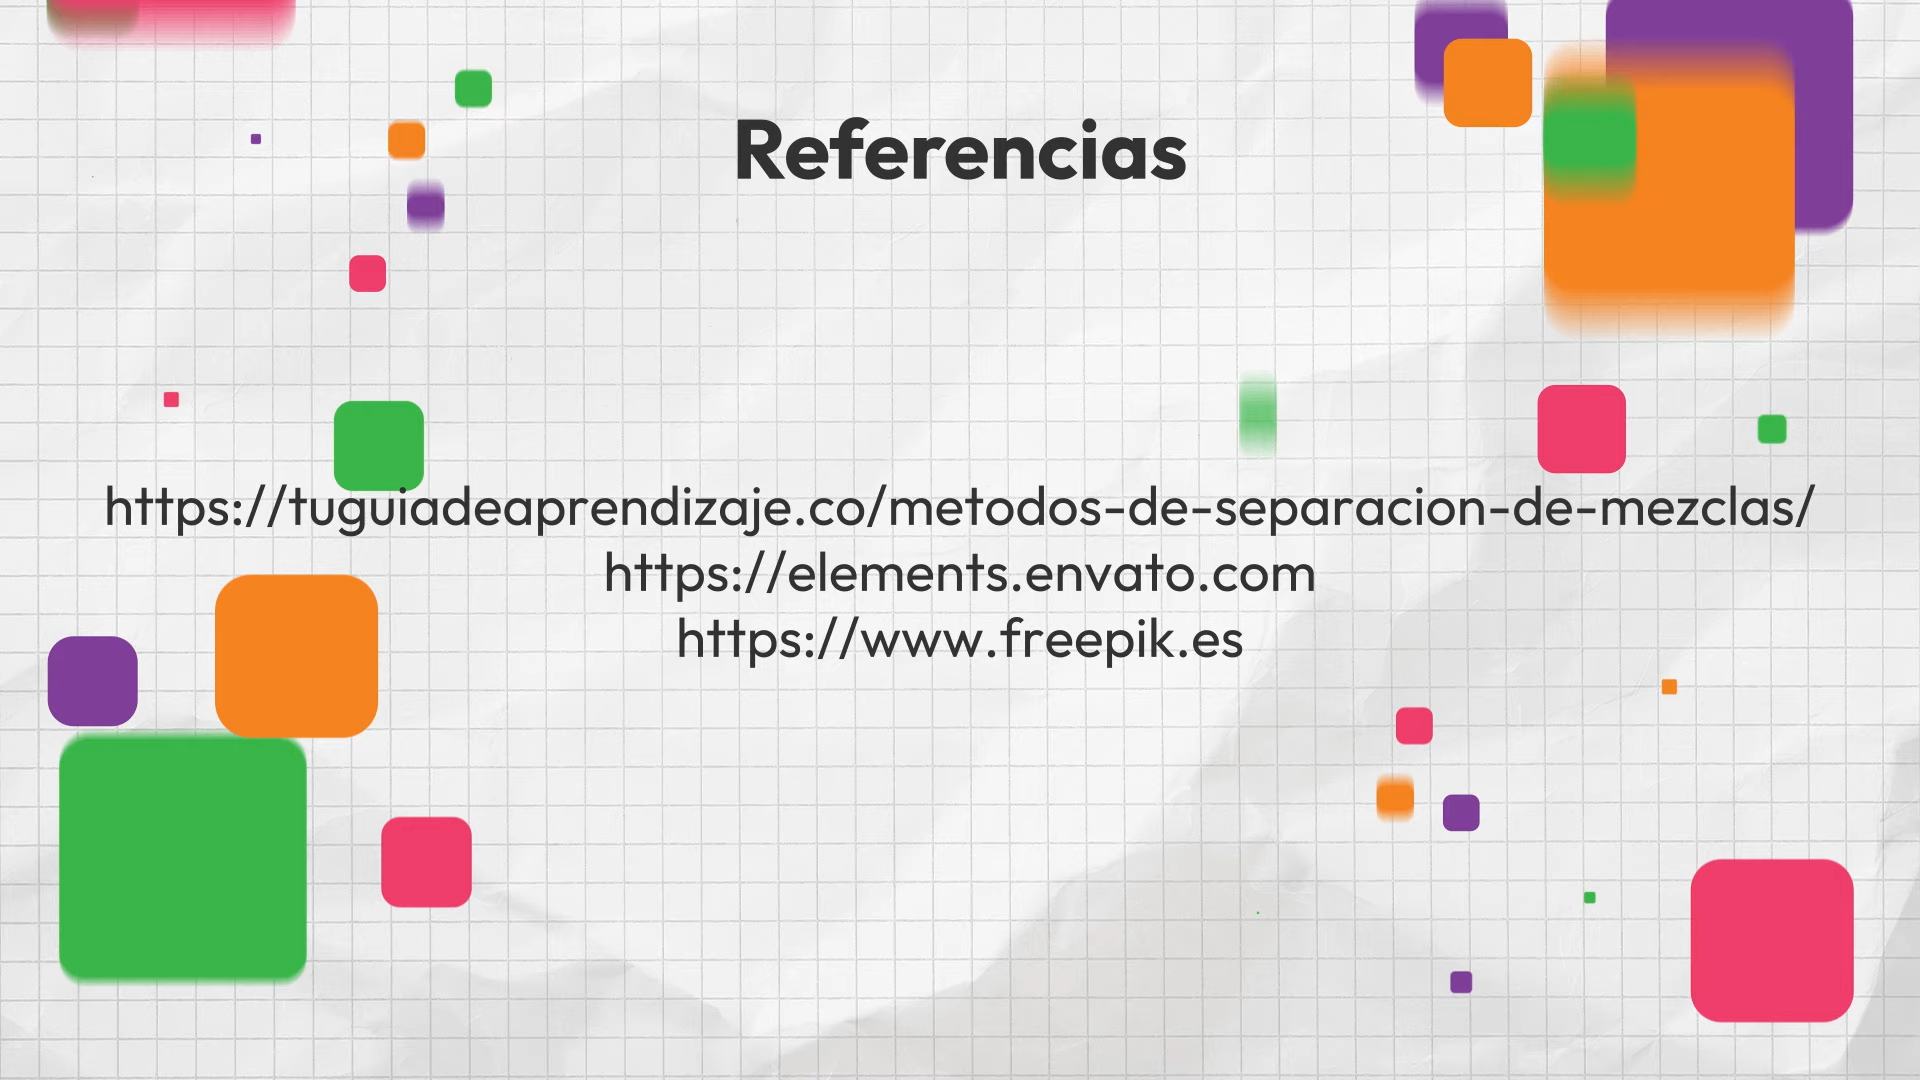 Referencias
https://tuguiadeaprendizaje.co/metodos-de-separacion-de-mezclas/
https://elements.envato.com
https://www.freepik.es